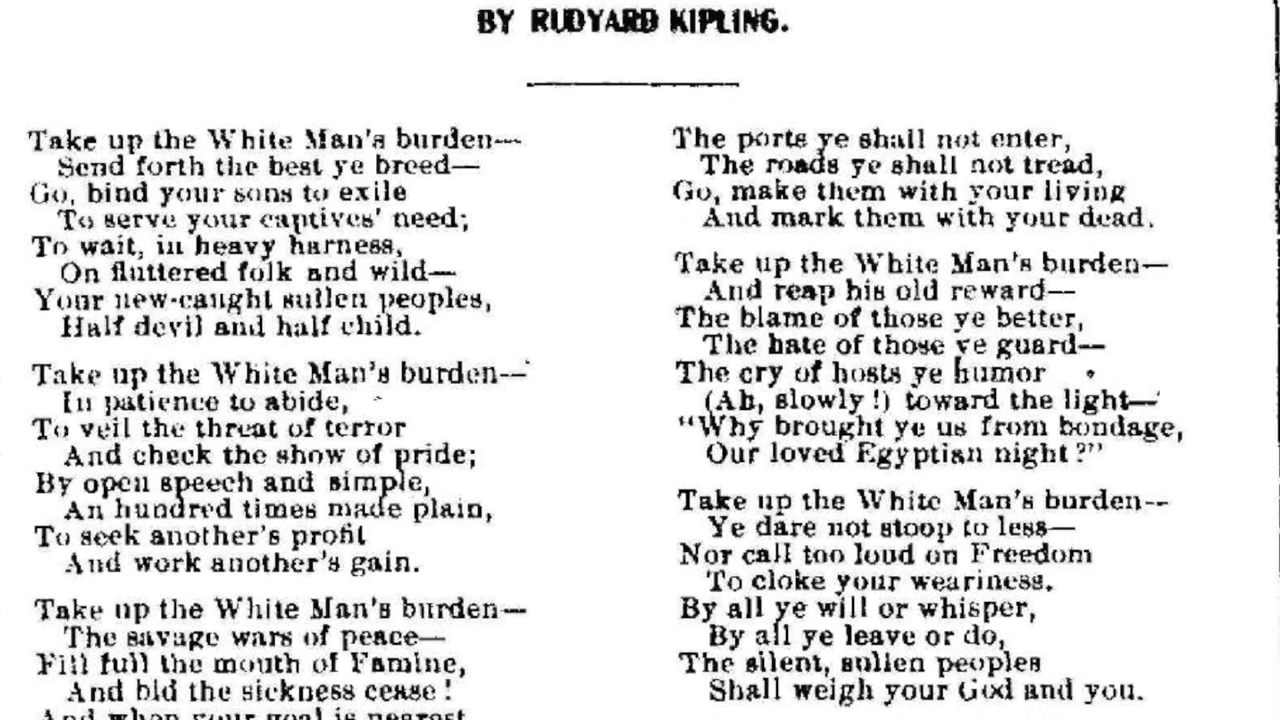 BY RUDYARD KIPLING.
Take up the White Man's burden—
Send forth the best ye breed—
Go, bind your sons to exile
To serve your captives' need;
To wait, in heavy harness,
On fluttered folk and wild—
Your new-caught sullen peoples,
Half devil and half child.
Take up the White Man's burden—
In patience to abide,
To veil the threat of terror
And check the show of pride;
By open speech and simple,
An hundred times made plain,
To seek another's profit
And work another's gain.
Take up the White Man's burden—
The savage wars of peace—
Fill full the mouth of Famine,
And bid the sickness cease!
And when your goal is nearest
The ports ye shall not enter,
The roads ye shall not tread,
Go, make them with your living
And mark them with your dead.
Take up the White Man's burden—
And reap his old reward—
The blame of those ye better,
The hate of those ye guard—
The cry of hosts ye humor
(Ah, slowly!) toward the light—
"Why brought ye us from bondage,
Our loved Egyptian night?"
Take up the White Man's burden—
Ye dare not stoop to less—
Nor call too loud on Freedom
To cloke your weariness.
By all ye will or whisper,
By all ye leave or do,
The silent, sullen peoples
Shall weigh your God and you.